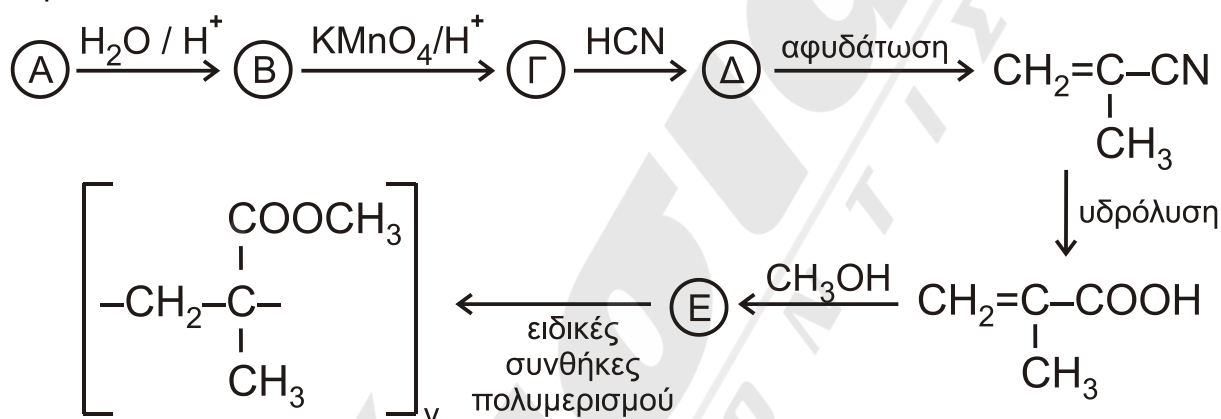 Α H₂O / H⁺ Β KMnO₄/H⁺ Γ HCN Δ αφυδάτωση CH₂=C–CN
CH₃
υδρόλυση
CH₂=C–COOH
CH₃
CH₃OH
Ε
ειδικές
συνθήκες
πολυμερισμού
COOCH₃
–CH₂–C–
CH₃
ν